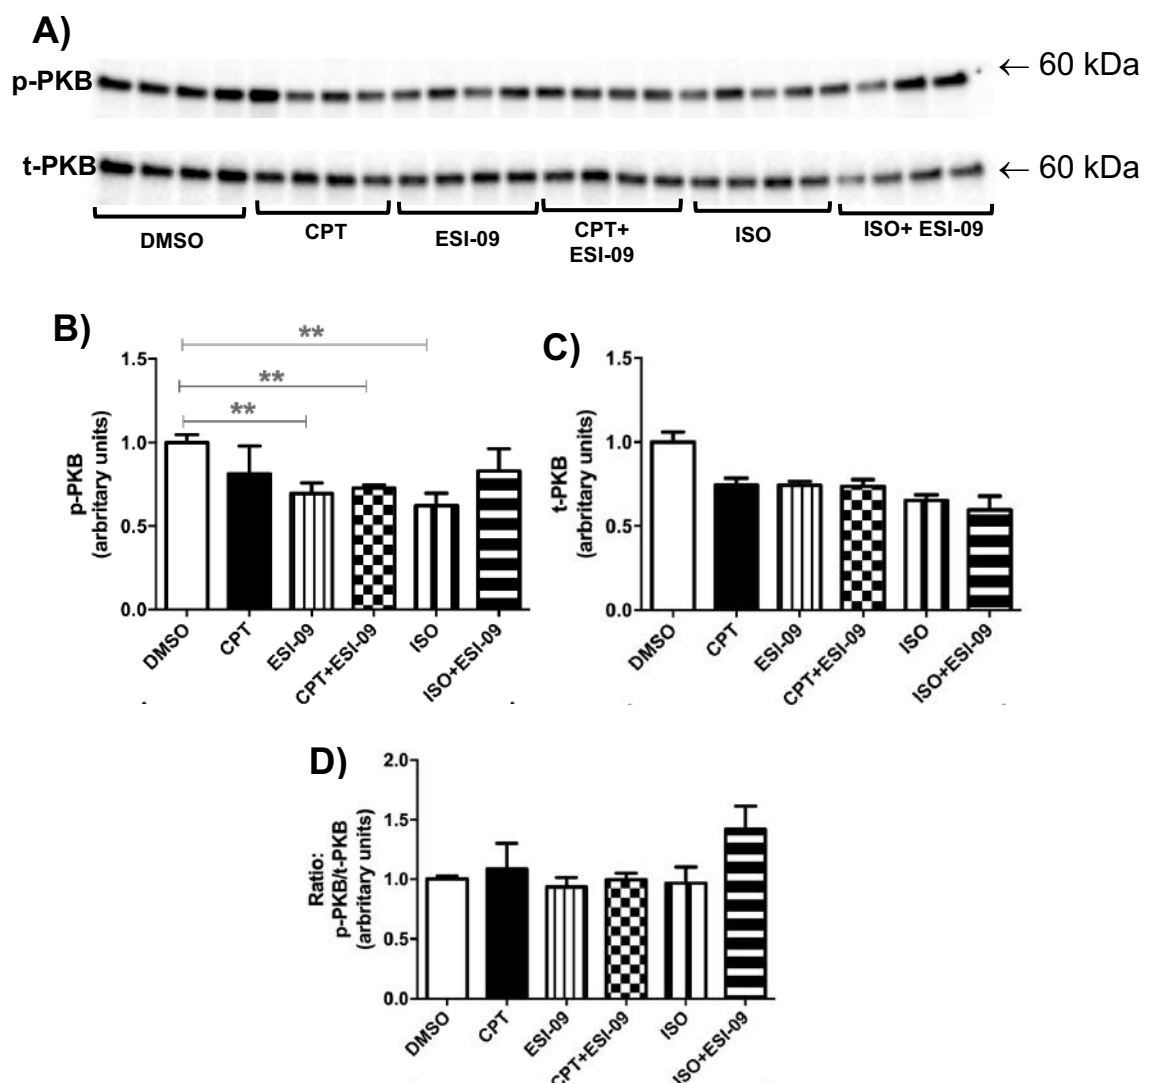 A)
p-PKB
← 60 kDa
t-PKB
← 60 kDa
DMSO
CPT
ESI-09
CPT+
ESI-09
ISO
ISO+ ESI-09
B)
**
**
**
1.5
1.0
0.5
0.0
p-PKB
(arbritary units)
DMSO
CPT
ESI-09
CPT+ESI-09
ISO
ISO+ESI-09
C)
1.5
1.0
0.5
0.0
t-PKB
(arbritary units)
DMSO
CPT
ESI-09
CPT+ESI-09
ISO
ISO+ESI-09
D)
2.0
1.5
1.0
0.5
0.0
Ratio:
p-PKB/t-PKB
(arbritary units)
DMSO
CPT
ESI-09
CPT+ESI-09
ISO
ISO+ESI-09